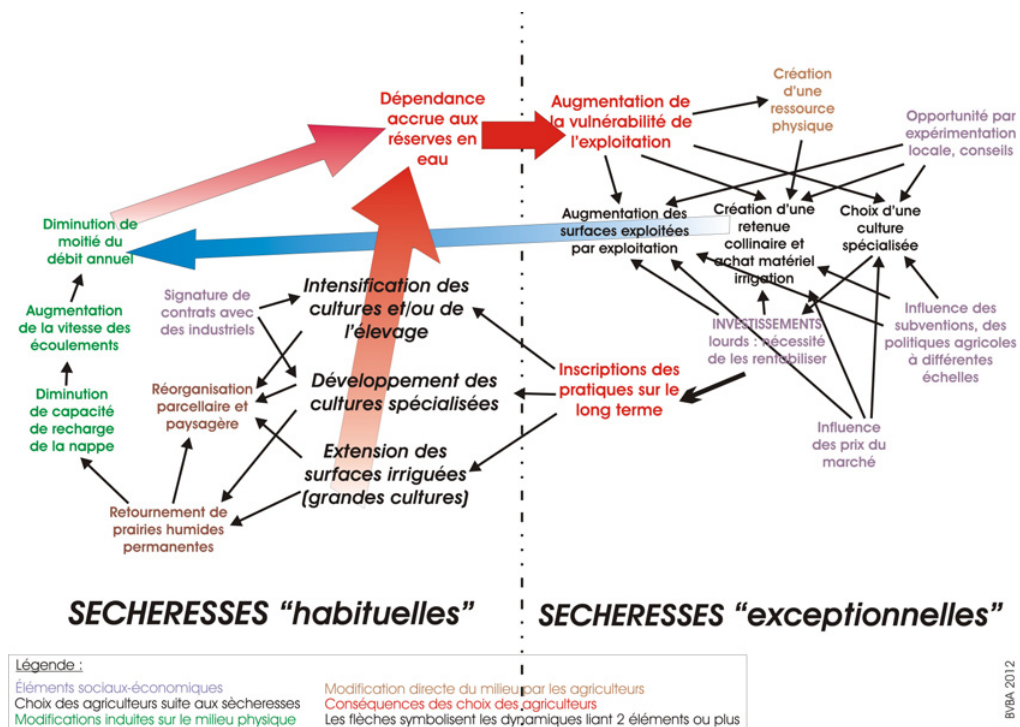 Dépendance
accrue aux
réserves en
eau
Augmentation de
la vulnérabilité de
l'exploitation
Création
d'une
ressource
physique
Opportunité par
expérimentation
locale, conseils
Diminution de
moitié du
débit annuel
Augmentation des
surfaces exploitées
par exploitation
Création d'une
retenue
collinaire et
achat matériel
irrigation
Choix d'une
culture
spécialisée
Augmentation
de la vitesse des
écoulements
Signature de
contrats avec
des industriels
Intensification des
cultures et/ou de
l'élevage
INVESTISSEMENTS
lourds : nécessité
de les rentabiliser
Influence des
subventions, des
politiques agricoles
à différentes
échelles
Diminution
de capacité
de recharge
de la nappe
Réorganisation
parcellaire et
paysagère
Développement des
cultures spécialisées
Inscriptions des
pratiques sur le
long terme
Influence
des prix du
marché
Extension des
surfaces irriguées
(grandes cultures)
Retournement de
prairies humides
permanentes
SECHERESSES "habituelles"
SECHERESSES "exceptionnelles"
Légende :
Éléments sociaux-économiques
Choix des agriculteurs suite aux sècheresses
Modifications induites sur le milieu physique
Modification directe du milieu par les agriculteurs
Conséquences des choix des agriculteurs
Les flèches symbolisent les dynamiques liant 2 éléments ou plus
BVBA 2012